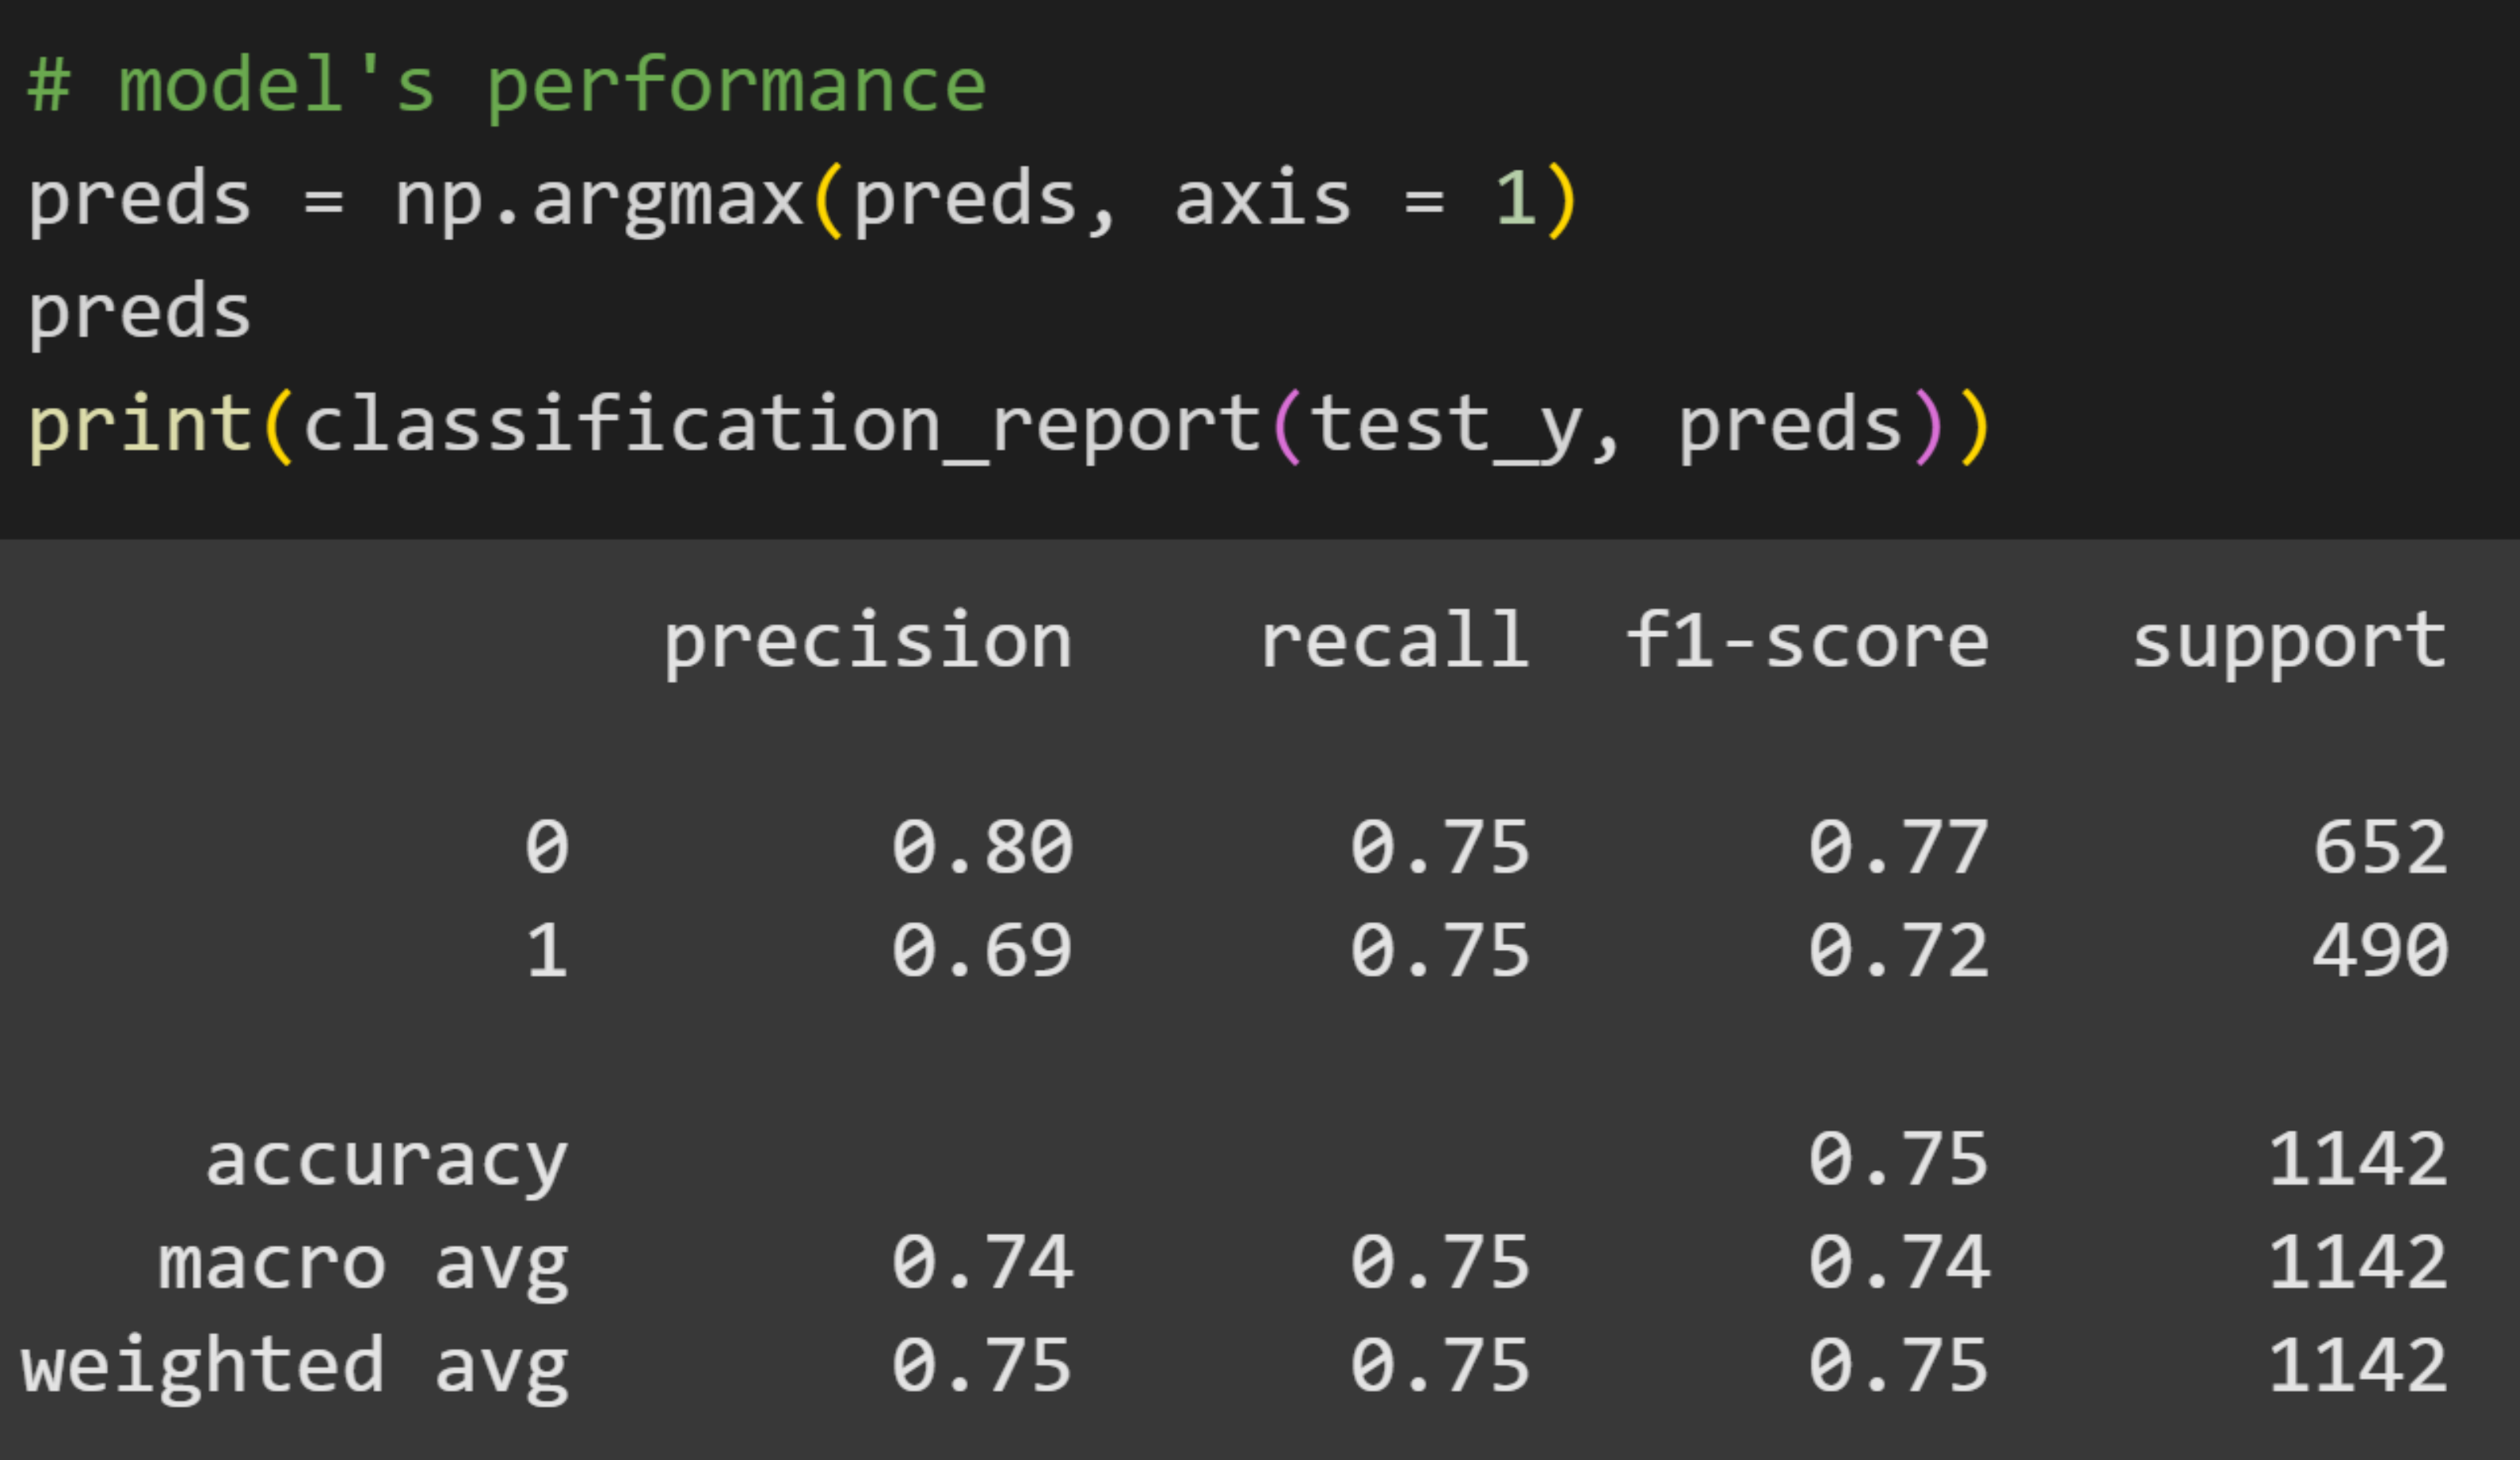 # model's performance
preds = np.argmax(preds, axis = 1)
preds
print(classification_report(test_y, preds))
precision recall f1-score support
0 0.80 0.75 0.77 652
1 0.69 0.75 0.72 490
accuracy 0.75 1142
macro avg 0.74 0.75 0.74 1142
weighted avg 0.75 0.75 0.75 1142